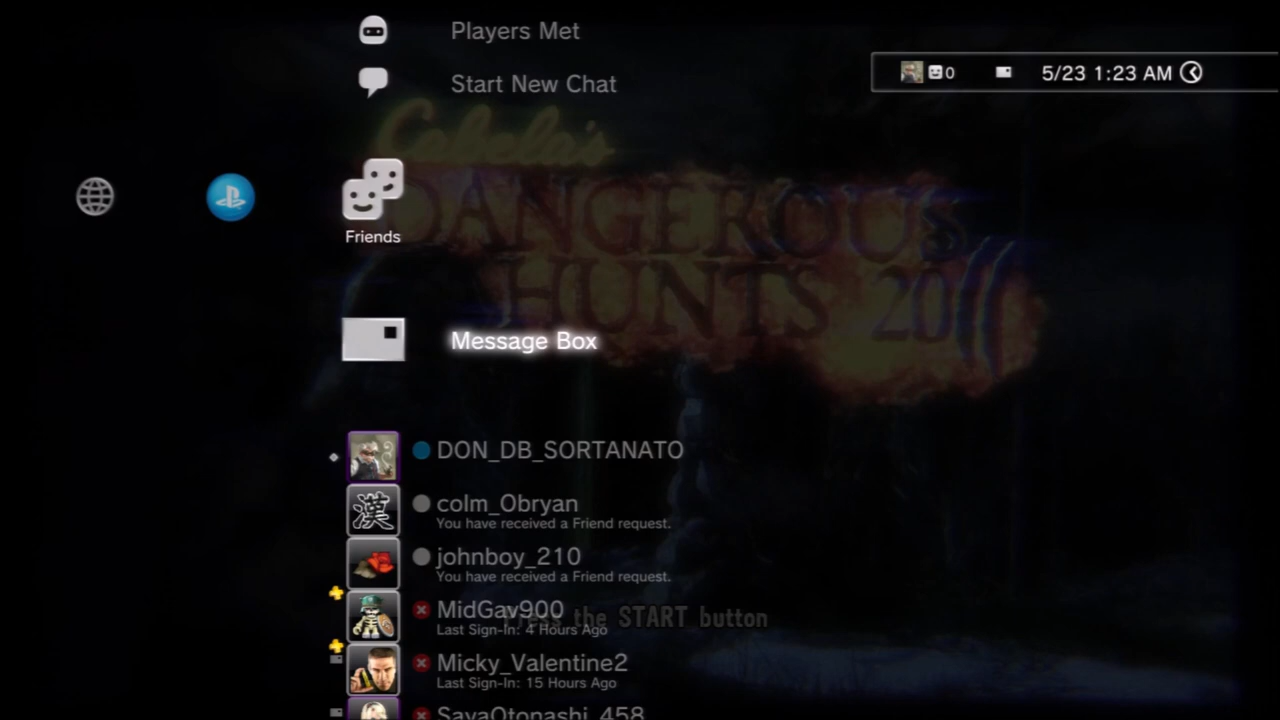 Players Met
Start New Chat
0
5/23 1:23 AM
Cabela's
DANGEROUS
HUNTS 2011
Friends
Message Box
DON_DB_SORTANATO
漢
colm_Obryan
You have received a Friend request.
johnboy_210
You have received a Friend request.
MidGav900
Press the START button
Last Sign-In: 4 Hours Ago
Micky_Valentine2
Last Sign-In: 15 Hours Ago
SayaOtonashi_458